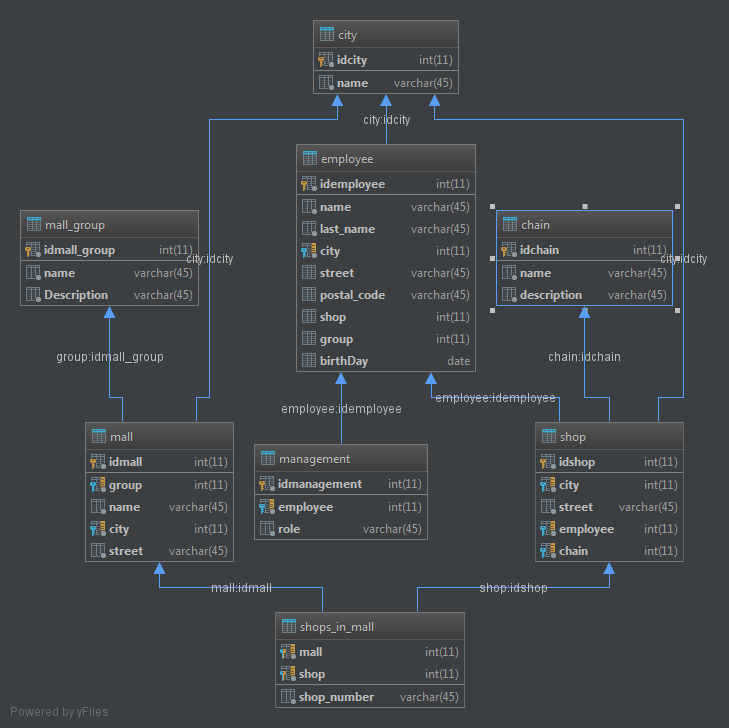 city
idcity int(11)
name varchar(45)
city:idcity
employee
idemployee int(11)
name varchar(45)
last_name varchar(45)
city int(11)
street varchar(45)
postal_code varchar(45)
shop int(11)
group int(11)
birthDay date
mall_group
idmall_group int(11)
name varchar(45)
Description varchar(45)
city:idcity
chain
idchain int(11)
name varchar(45)
description varchar(45)
city:idcity
group:idmall_group
chain:idchain
employee:idemployee
employee:idemployee
mall
idmall int(11)
group int(11)
name varchar(45)
city int(11)
street varchar(45)
management
idmanagement int(11)
employee int(11)
role varchar(45)
shop
idshop int(11)
city int(11)
street varchar(45)
employee int(11)
chain int(11)
mall:idmall
shop:idshop
shops_in_mall
mall int(11)
shop int(11)
shop_number varchar(45)
Powered by yFiles